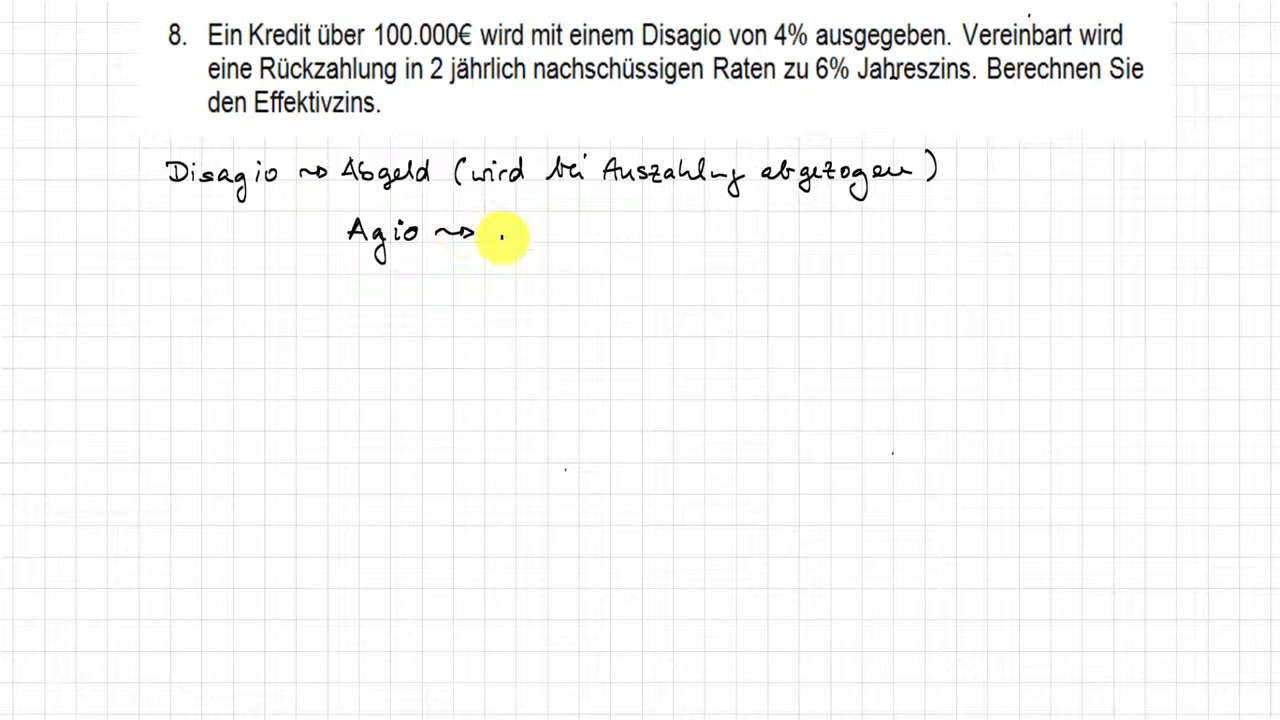 8. Ein Kredit über 100.000€ wird mit einem Disagio von 4% ausgegeben. Vereinbart wird
eine Rückzahlung in 2 jährlich nachschüssigen Raten zu 6% Jahreszins. Berechnen Sie
den Effektivzins.
Disagio ⇝ Abgeld (wird bei Auszahlung abgezogen)
Agio ⇝